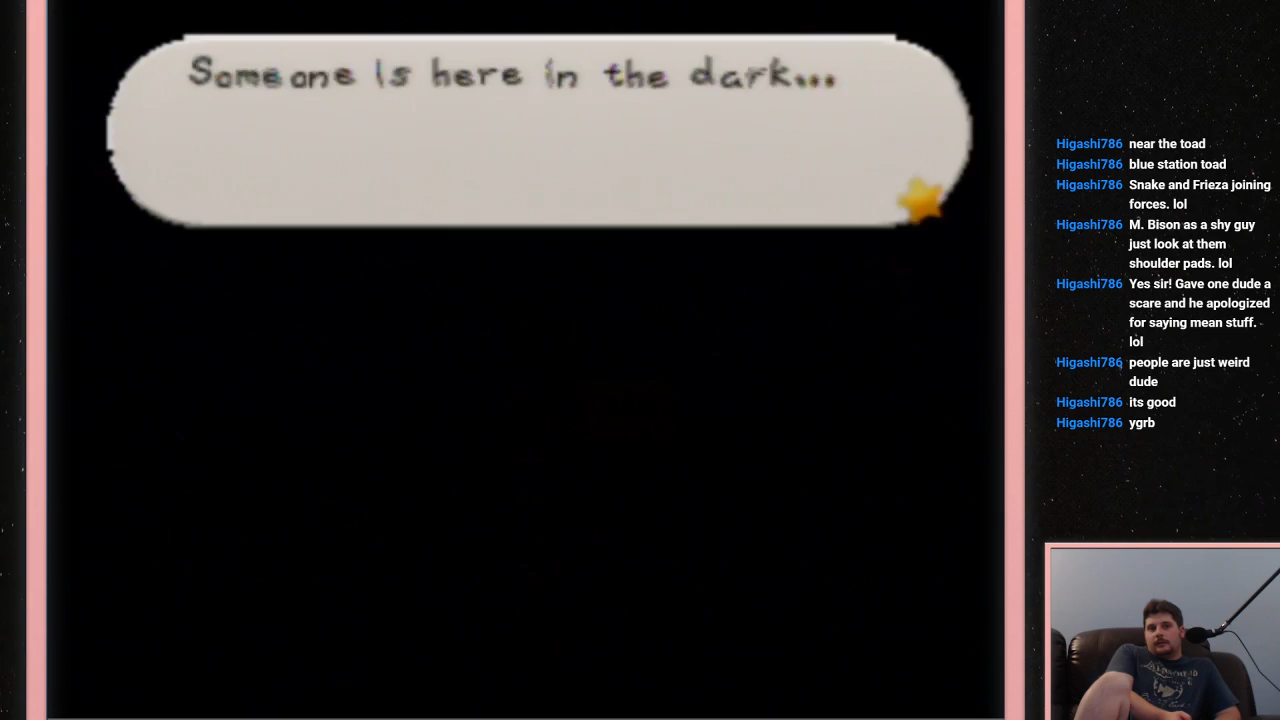 Someone is here in the dark...
Higashi786 near the toad
Higashi786 blue station toad
Higashi786 Snake and Frieza joining
forces. lol
Higashi786 M. Bison as a shy guy
just look at them
shoulder pads. lol
Higashi786 Yes sir! Gave one dude a
scare and he apologized
for saying mean stuff.
lol
Higashi786 people are just weird
dude
Higashi786 its good
Higashi786 ygrb